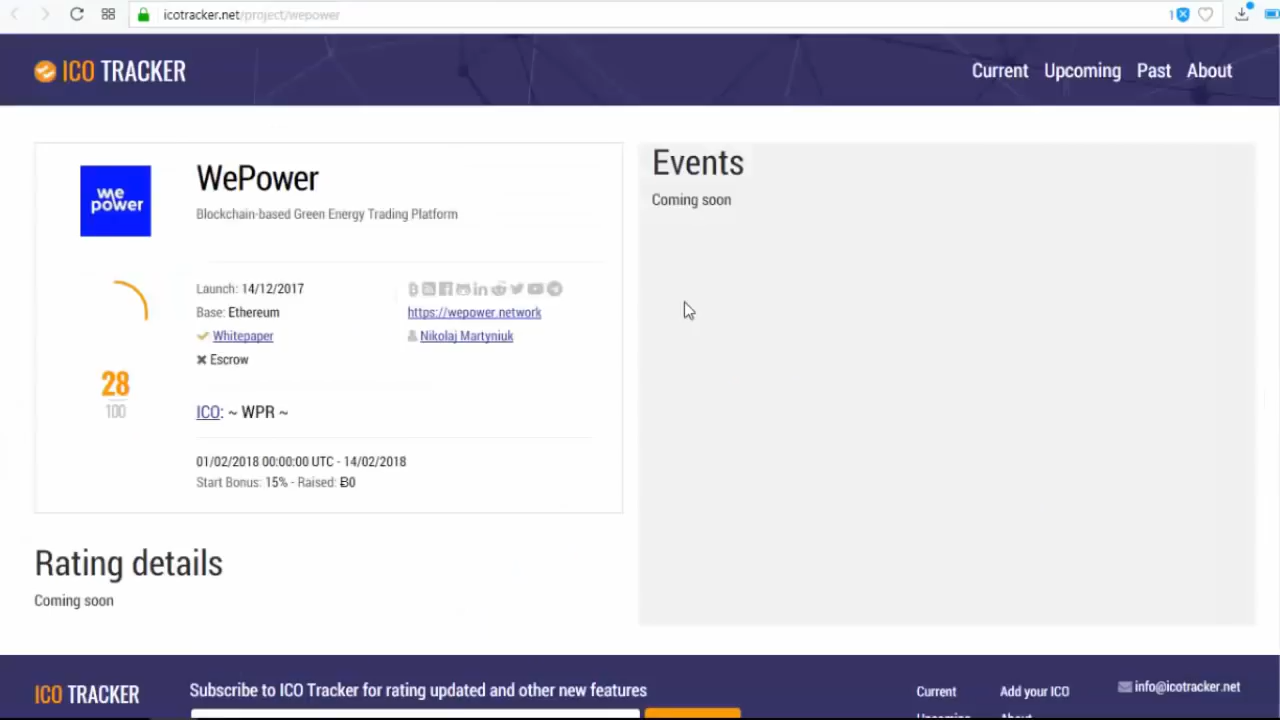 icotracker.net/project/wepower
1
ICO TRACKER
Current Upcoming Past About
we
power
WePower
Blockchain-based Green Energy Trading Platform
28
100
Launch: 14/12/2017
Base: Ethereum
Whitepaper
Escrow
https://wepower.network
Nikolaj Martyniuk
ICO: ~ WPR ~
01/02/2018 00:00:00 UTC - 14/02/2018
Start Bonus: 15% - Raised: Ƀ0
Events
Coming soon
Rating details
Coming soon
ICO TRACKER
Subscribe to ICO Tracker for rating updated and other new features
Current
Upcoming
Add your ICO
About
info@icotracker.net